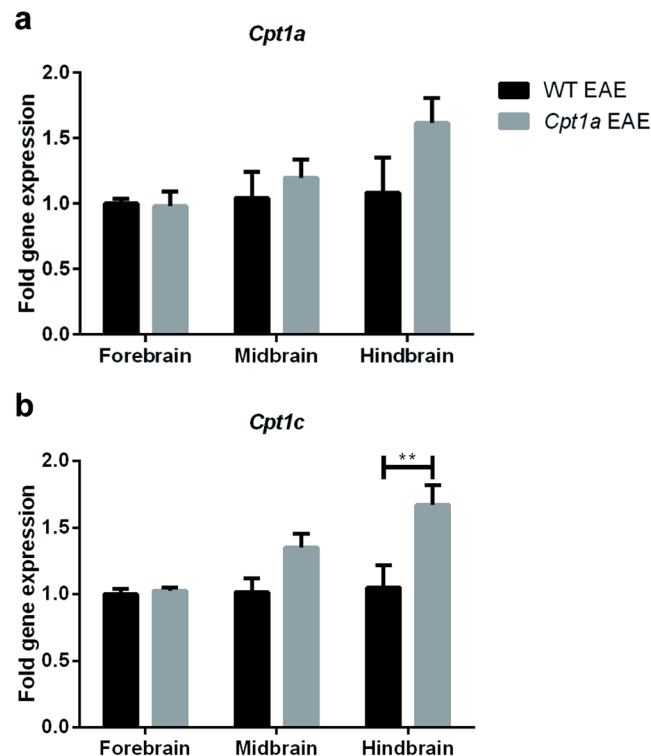 a
Cpt1a
Fold gene expression
2.0
1.5
1.0
0.5
0.0
Forebrain Midbrain Hindbrain
WT EAE
Cpt1a EAE
b
Cpt1c
Fold gene expression
2.0
1.5
1.0
0.5
0.0
**
Forebrain Midbrain Hindbrain